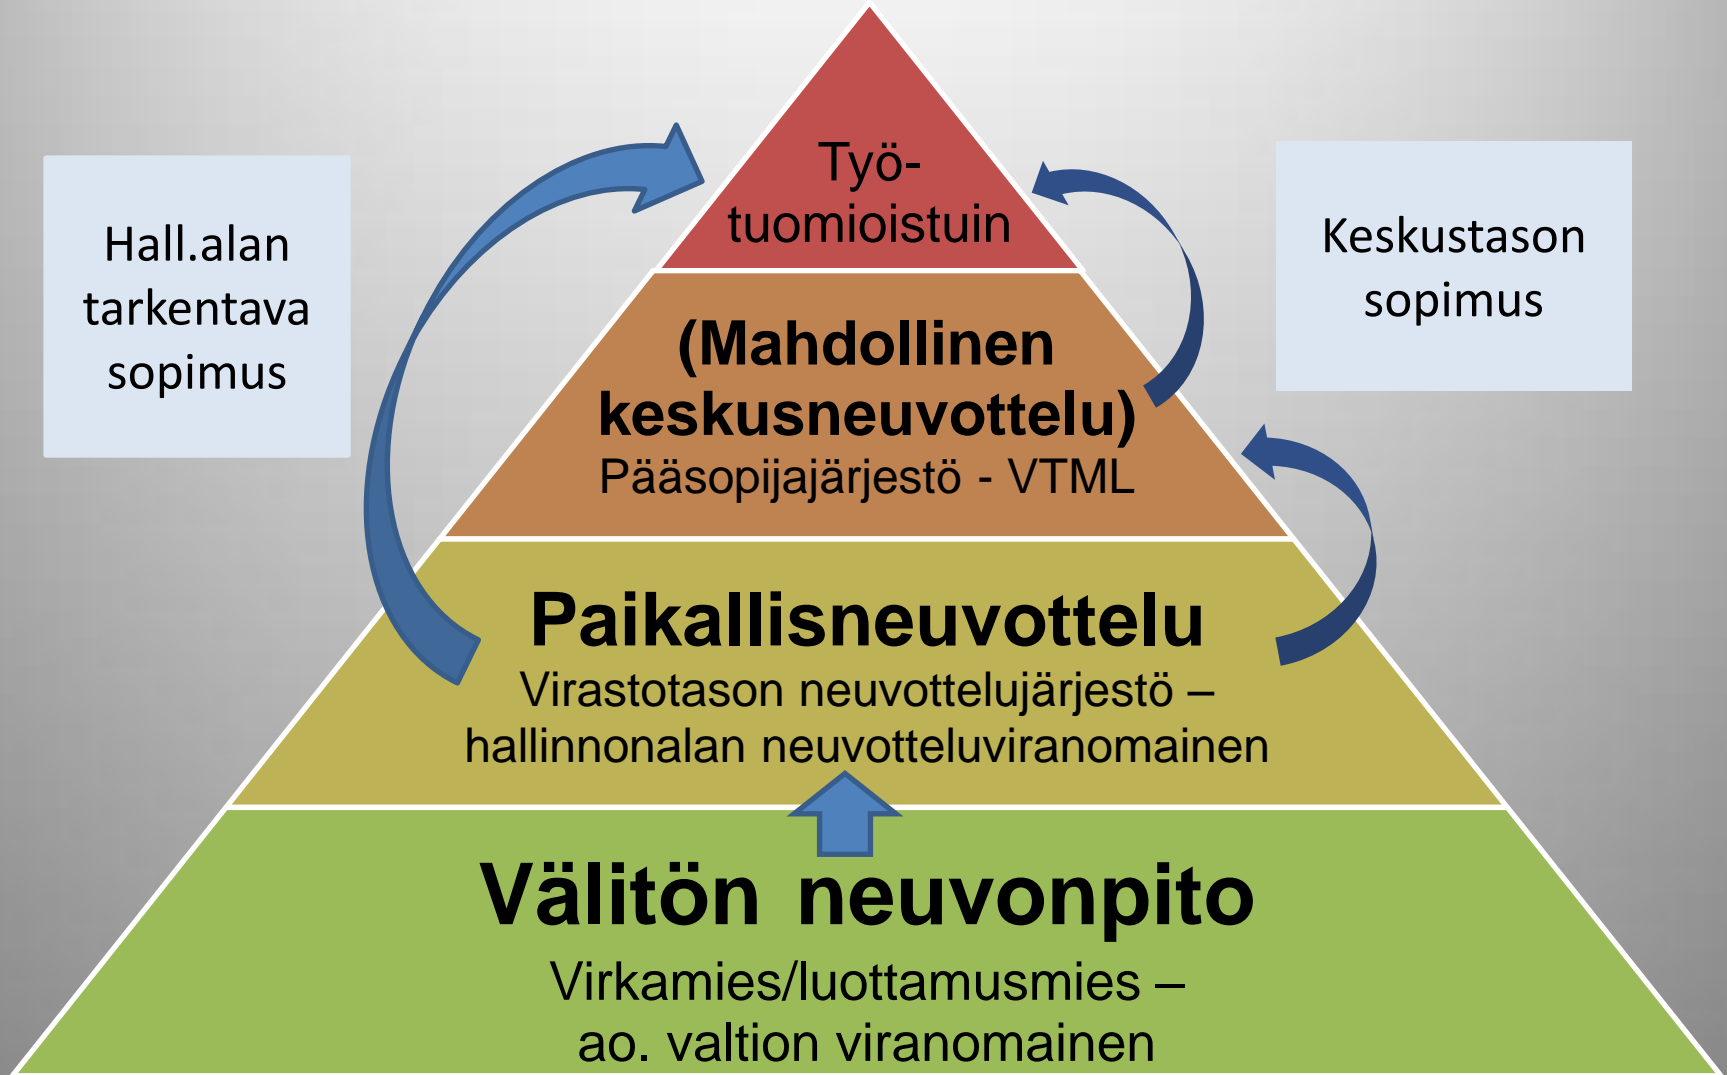 Työ-
tuomioistuin
Hall.alan
tarkentava
sopimus
Keskustason
sopimus
(Mahdollinen
keskusneuvottelu)
Pääsopijajärjestö - VTML
Paikallisneuvottelu
Virastotason neuvottelujärjestö –
hallinnonalan neuvotteluviranomainen
Välitön neuvonpito
Virkamies/luottamusmies –
ao. valtion viranomainen